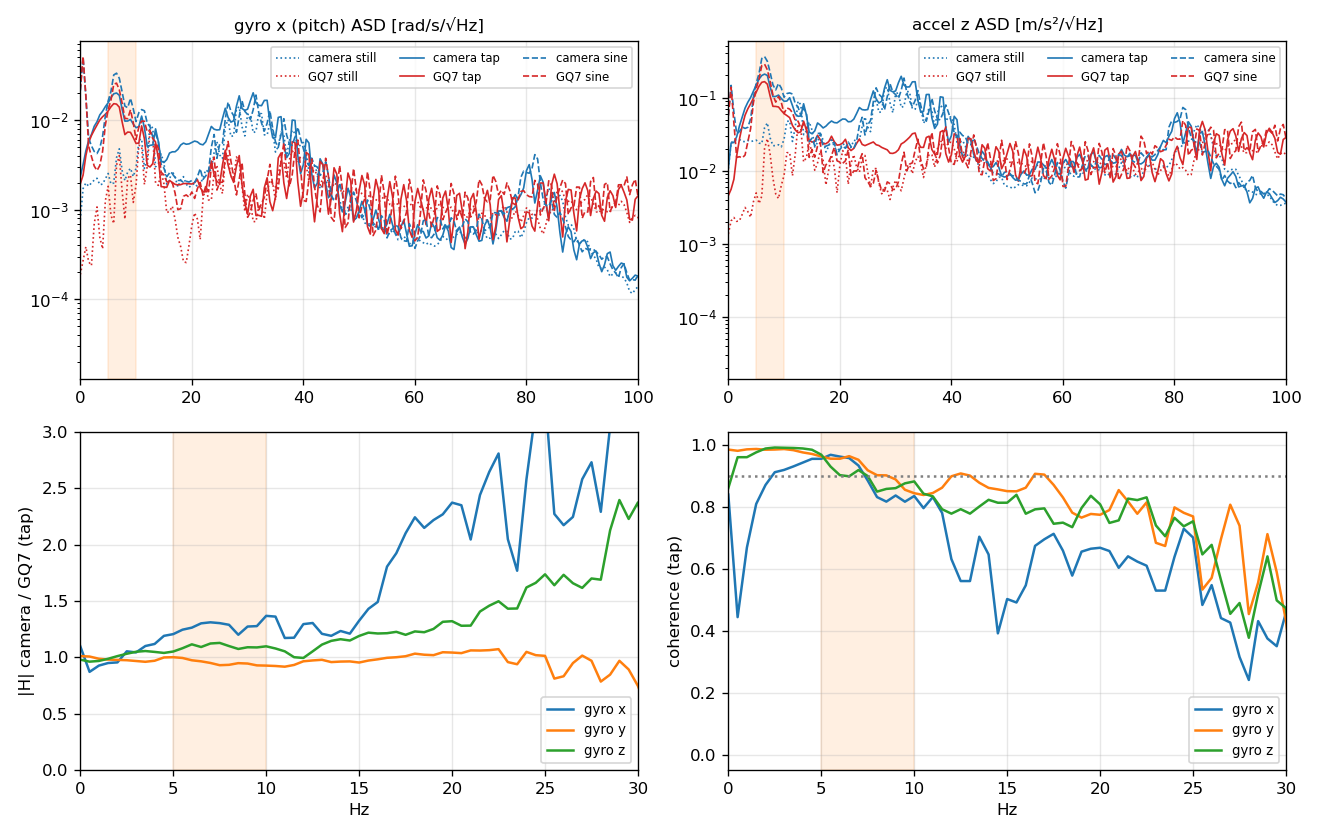 gyro x (pitch) ASD [rad/s/√Hz]
camera still
camera tap
camera sine
GQ7 still
GQ7 tap
GQ7 sine
10⁻²
10⁻³
10⁻⁴
0
20
40
60
80
100
accel z ASD [m/s²/√Hz]
camera still
camera tap
camera sine
GQ7 still
GQ7 tap
GQ7 sine
10⁻¹
10⁻²
10⁻³
10⁻⁴
0
20
40
60
80
100
|H| camera / GQ7 (tap)
3.0
2.5
2.0
1.5
1.0
0.5
0.0
gyro x
gyro y
gyro z
0
5
10
15
20
25
30
Hz
coherence (tap)
1.0
0.8
0.6
0.4
0.2
0.0
gyro x
gyro y
gyro z
0
5
10
15
20
25
30
Hz